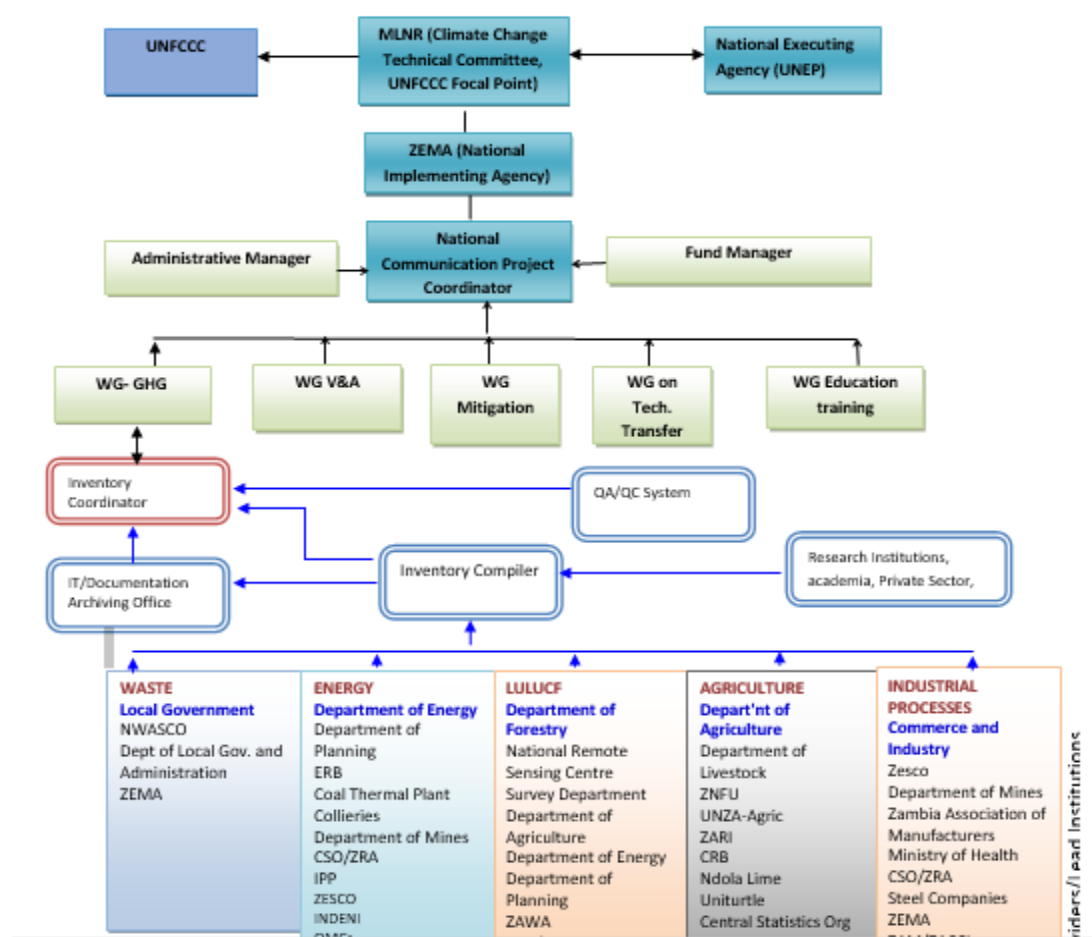 UNFCCC
MLNR (Climate Change
Technical Committee,
UNFCCC Focal Point)
National Executing
Agency (UNEP)
ZEMA (National
Implementing Agency)
Administrative Manager
National
Communication Project
Coordinator
Fund Manager
WG- GHG
WG V&A
WG
Mitigation
WG on
Tech.
Transfer
WG Education
training
Inventory
Coordinator
QA/QC System
IT/Documentation
Archiving Office
Inventory Compiler
Research Institutions,
academia, Private Sector,
WASTE
Local Government
NWASCO
Dept of Local Gov. and
Administration
ZEMA
ENERGY
Department of Energy
Department of
Planning
ERB
Coal Thermal Plant
Collieries
Department of Mines
CSO/ZRA
IPP
ZESCO
INDENI
LULUCF
Department of
Forestry
National Remote
Sensing Centre
Survey Department
Department of
Agriculture
Department of Energy
Department of
Planning
ZAWA
AGRICULTURE
Depart'nt of
Agriculture
Department of
Livestock
ZNFU
UNZA-Agric
ZARI
CRB
Ndola Lime
Uniturtle
Central Statistics Org
INDUSTRIAL
PROCESSES
Commerce and
Industry
Zesco
Department of Mines
Zambia Association of
Manufacturers
Ministry of Health
CSO/ZRA
Steel Companies
ZEMA
viders/Lead Institutions